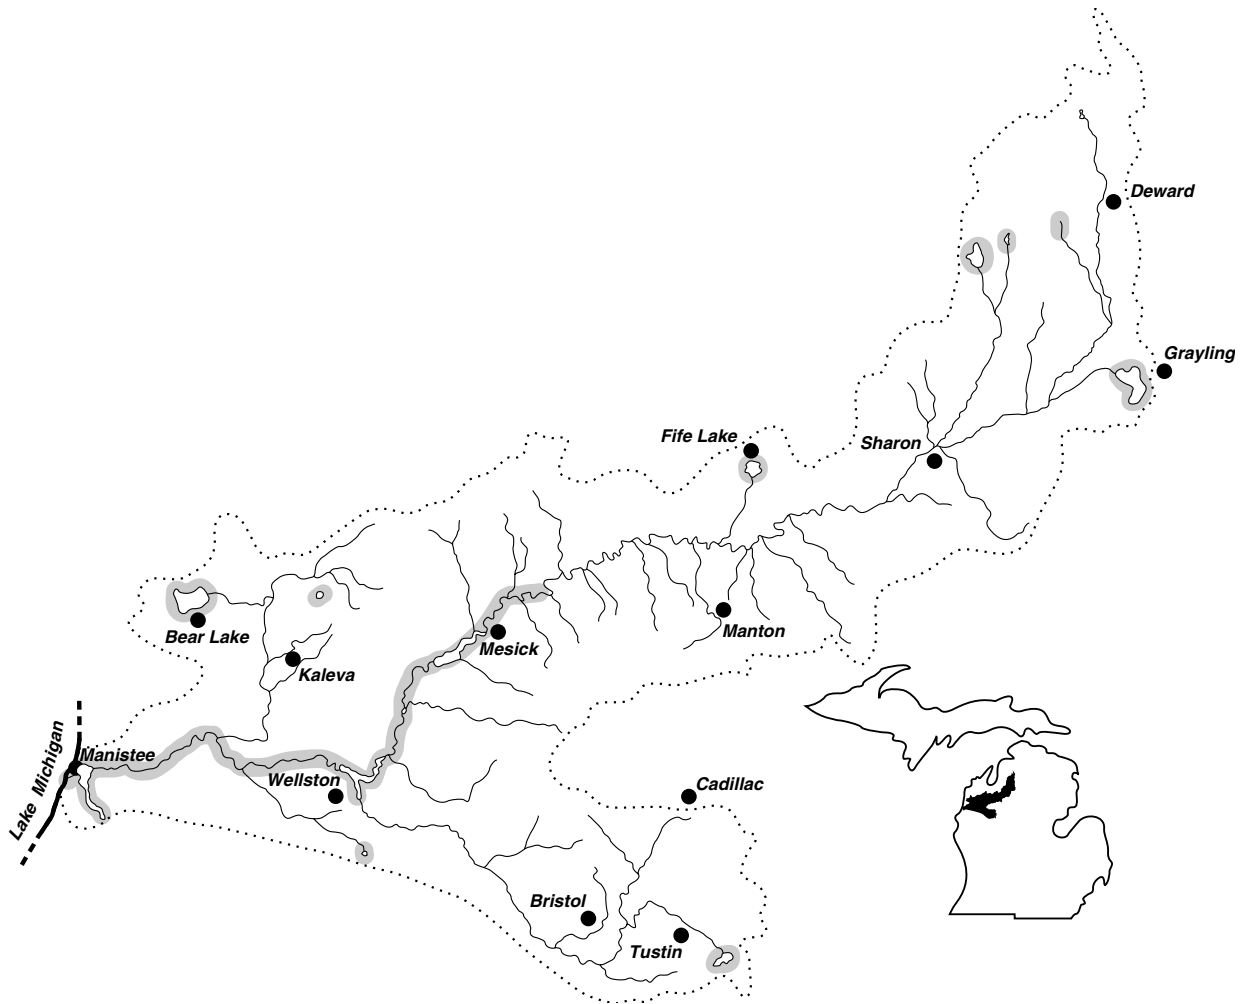 Deward
Grayling
Fife Lake
Sharon
Bear Lake
Manton
Mesick
Kaleva
Lake Michigan
Manistee
Wellston
Cadillac
Bristol
Tustin